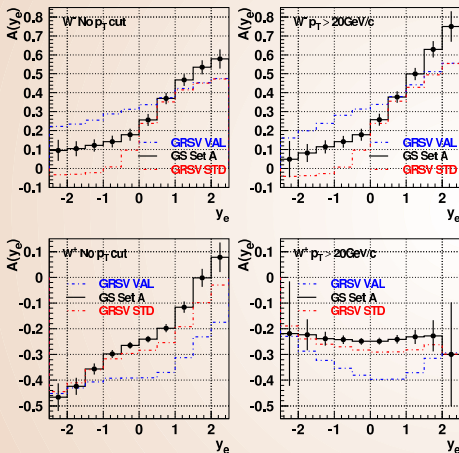 A(y_e)
W⁻ No p_T cut
0.8
0.7
0.6
0.5
0.4
0.3
0.2
0.1
0
-0.1
GRSV VAL
GS Set A
GRSV STD
-2 -1 0 1 2
y_e
A(y_e)
W⁻ p_T > 20GeV/c
0.8
0.7
0.6
0.5
0.4
0.3
0.2
0.1
0
-0.1
GRSV VAL
GS Set A
GRSV STD
-2 -1 0 1 2
y_e
A(y_e)
W⁺ No p_T cut
0.1
0
-0.1
-0.2
-0.3
-0.4
-0.5
GRSV VAL
GS Set A
GRSV STD
-2 -1 0 1 2
y_e
A(y_e)
W⁺ p_T > 20GeV/c
0.1
0
-0.1
-0.2
-0.3
-0.4
-0.5
GRSV VAL
GS Set A
GRSV STD
-2 -1 0 1 2
y_e